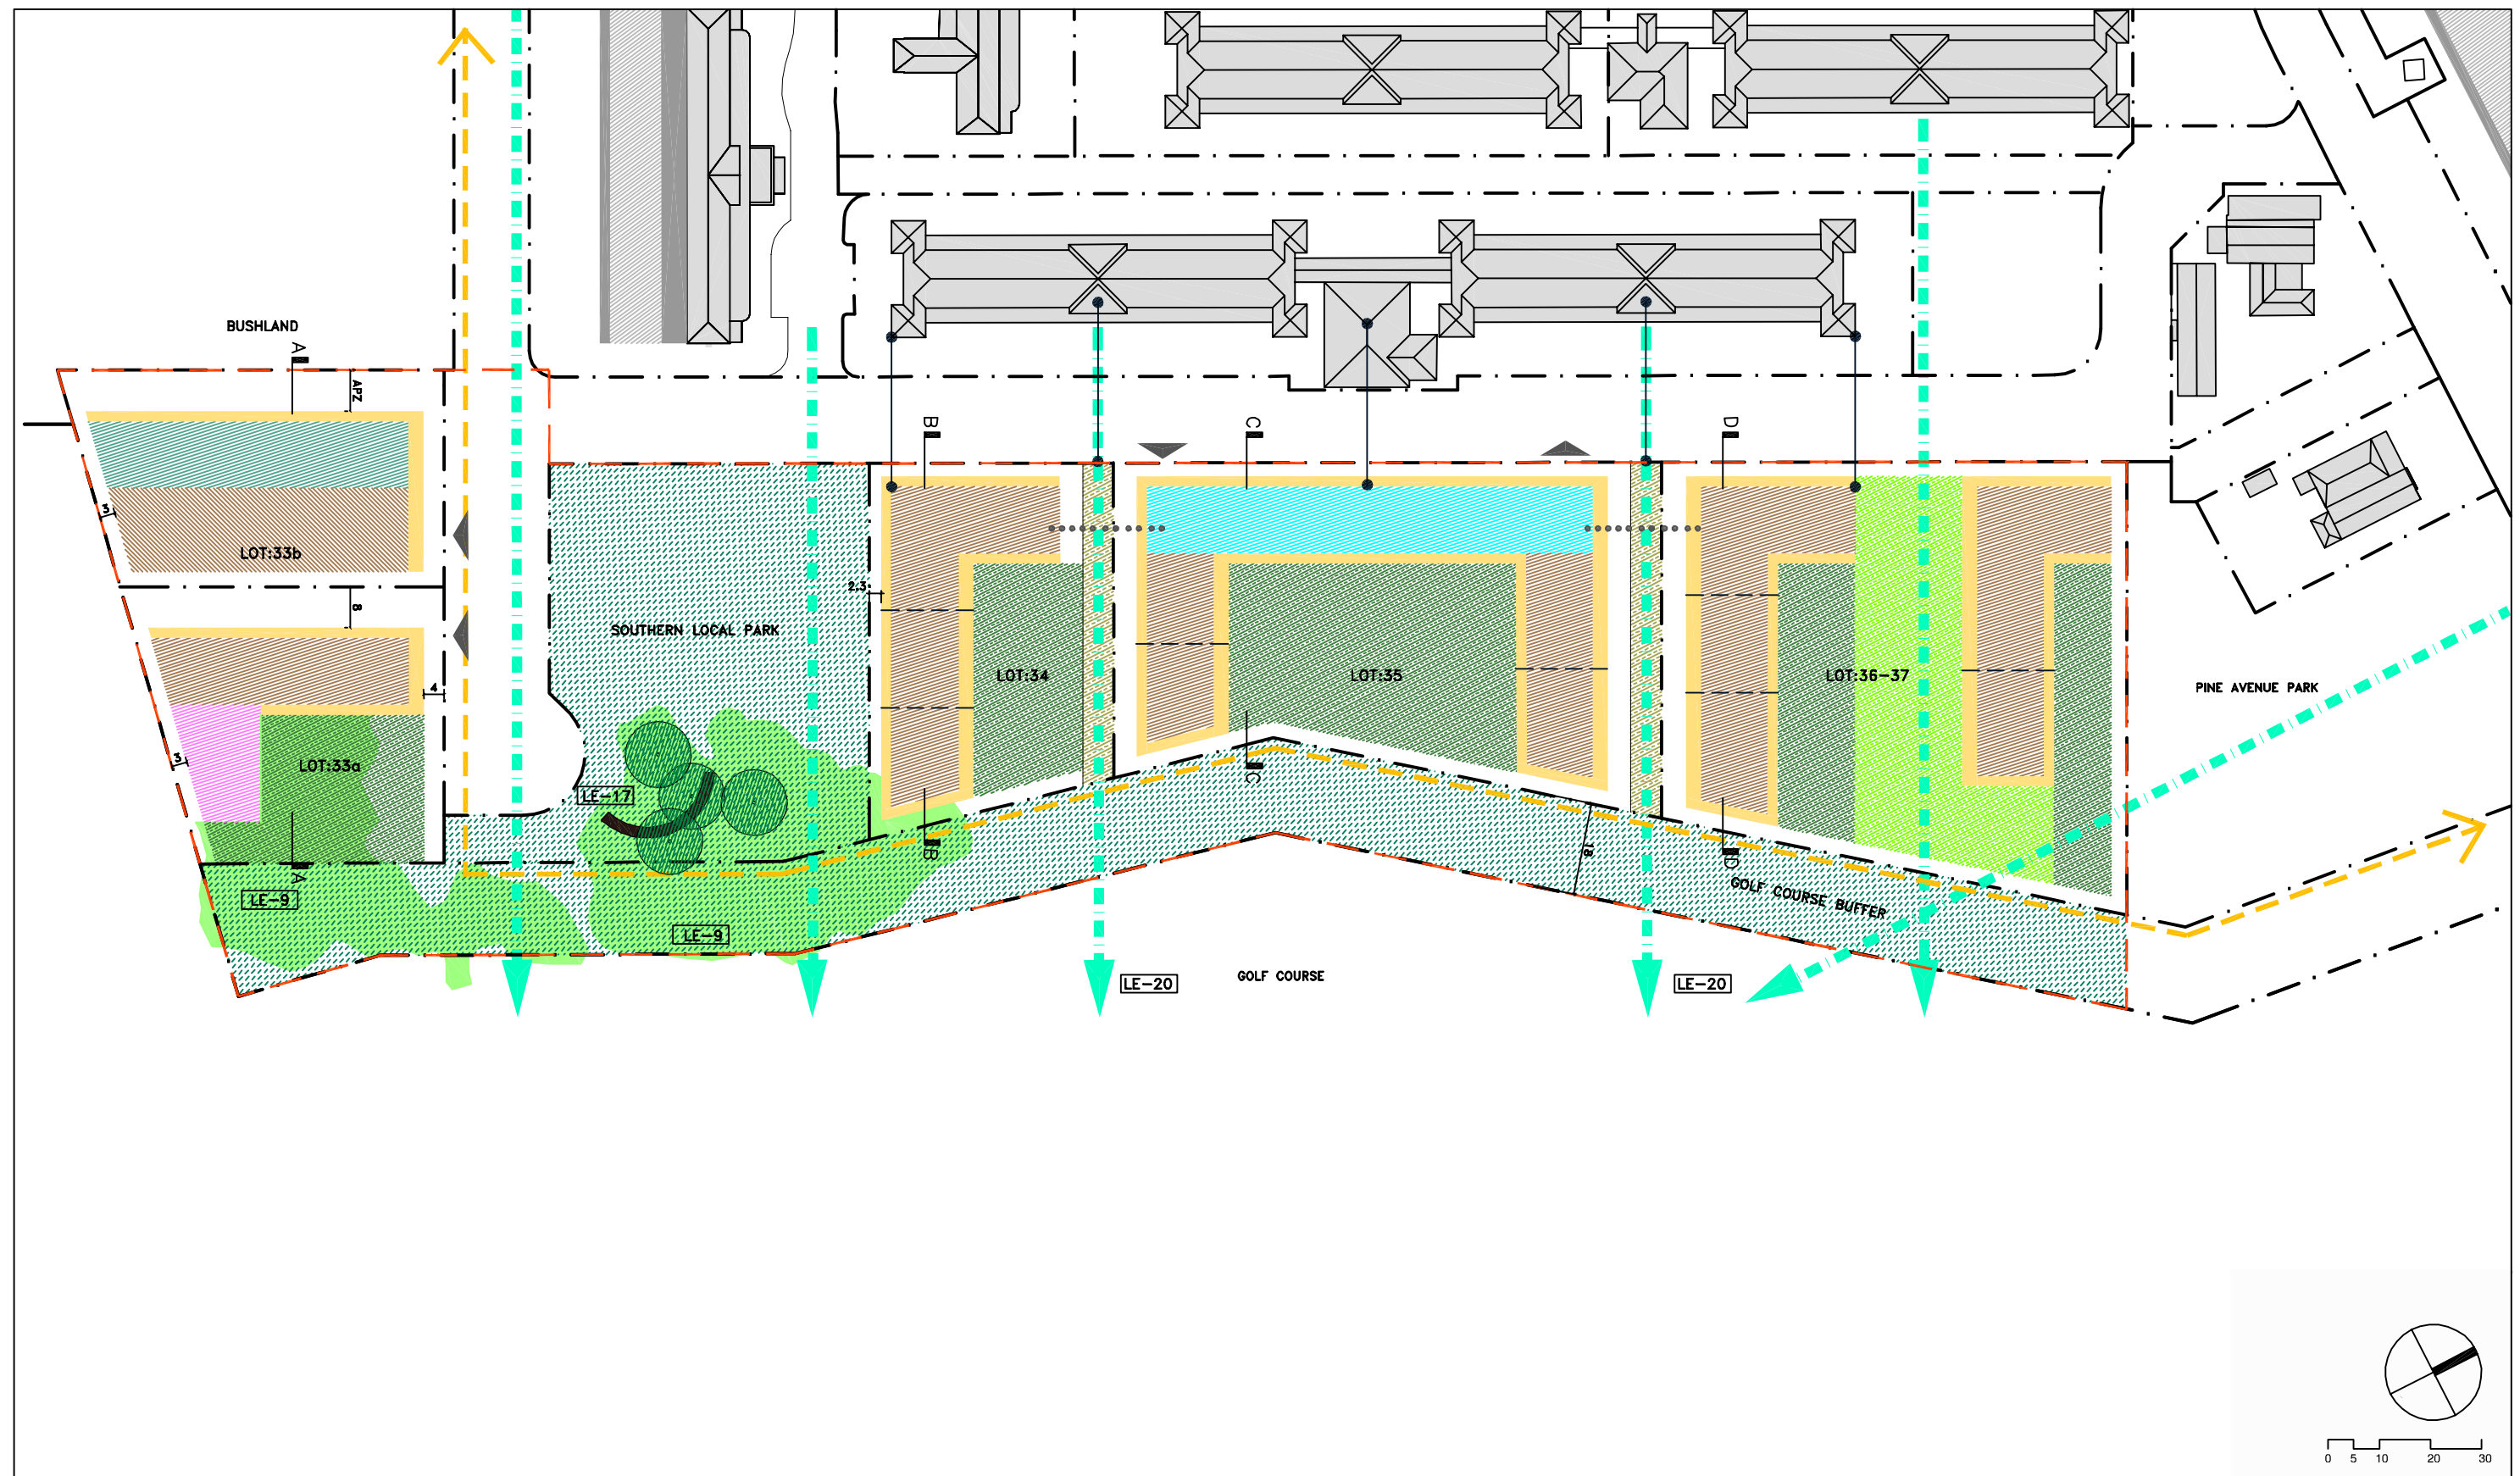 BUSHLAND
A
APZ
B
C
D
3
LOT:33b
8
2.3
SOUTHERN LOCAL PARK
LOT:34
LOT:35
LOT:36-37
PINE AVENUE PARK
4
3
LOT:33a
LE-17
C
B
D
18
A
LE-9
GOLF COURSE BUFFER
LE-9
GOLF COURSE
LE-20
LE-20
0 5 10 20 30